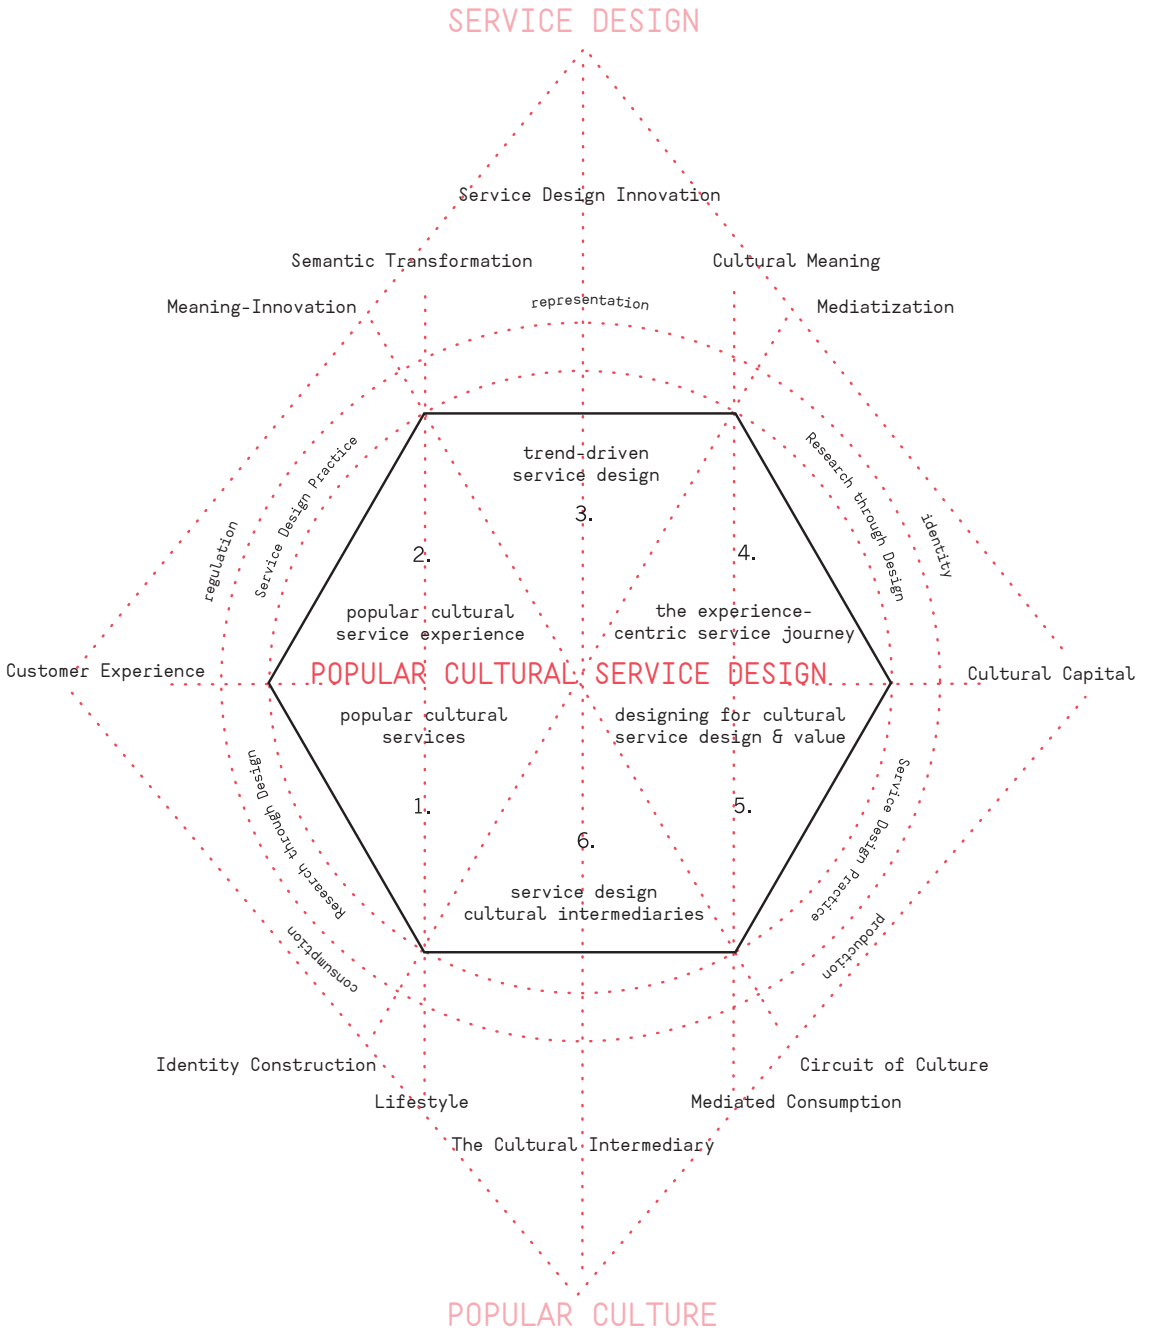 SERVICE DESIGN
Service Design Innovation
Semantic Transformation
Cultural Meaning
Meaning-Innovation
representation
Mediatization
Service Design Practice
Research through Design
regulation
identity
trend-driven
service design
3.
2.
4.
popular cultural
service experience
the experience-
centric service journey
Customer Experience
POPULAR CULTURAL SERVICE DESIGN
Cultural Capital
popular cultural
services
designing for cultural
service design & value
1.
5.
6.
service design
cultural intermediaries
Research through Design
Service Design Practice
consumption
production
Identity Construction
Circuit of Culture
Lifestyle
Mediated Consumption
The Cultural Intermediary
POPULAR CULTURE